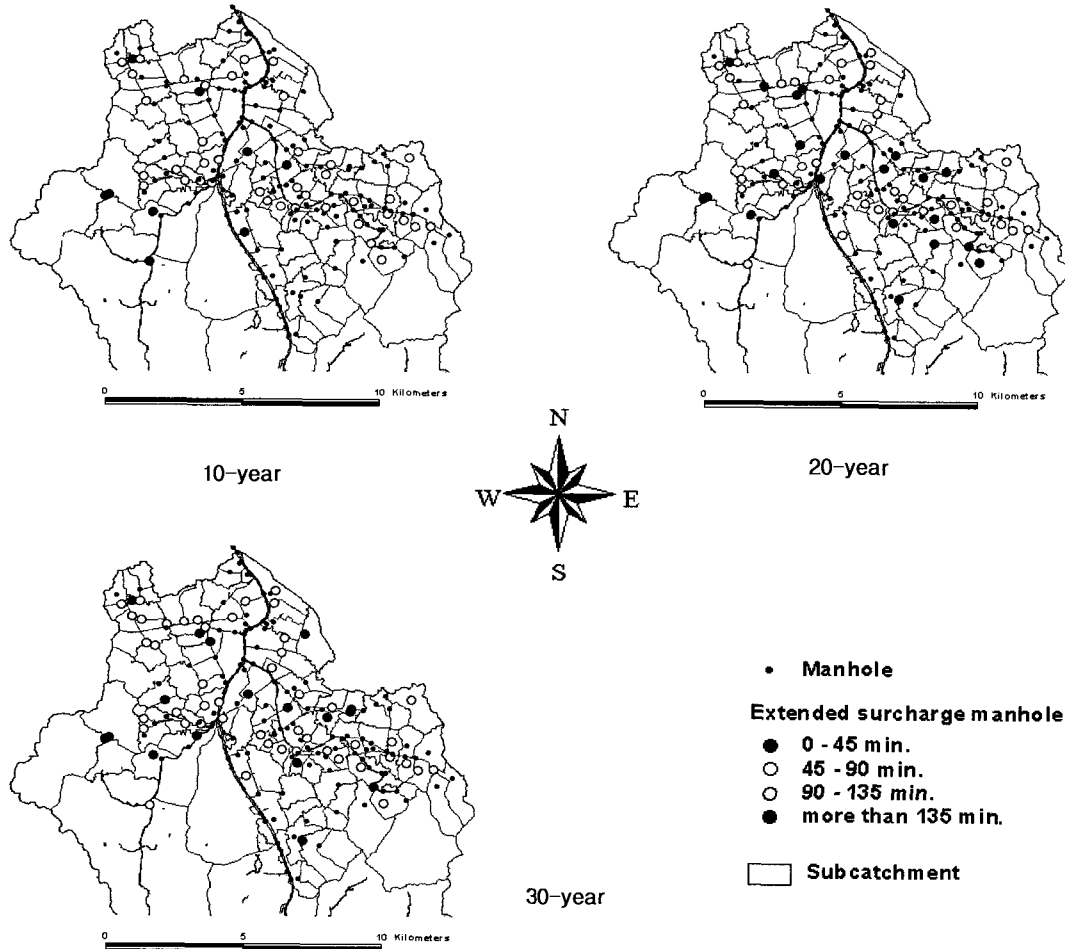 0 5 10 Kilometers
0 5 10 Kilometers
10-year
20-year
N
W E
S
0 5 10 Kilometers
30-year
Manhole
Extended surcharge manhole
0 - 45 min.
45 - 90 min.
90 - 135 min.
more than 135 min.
Subcatchment